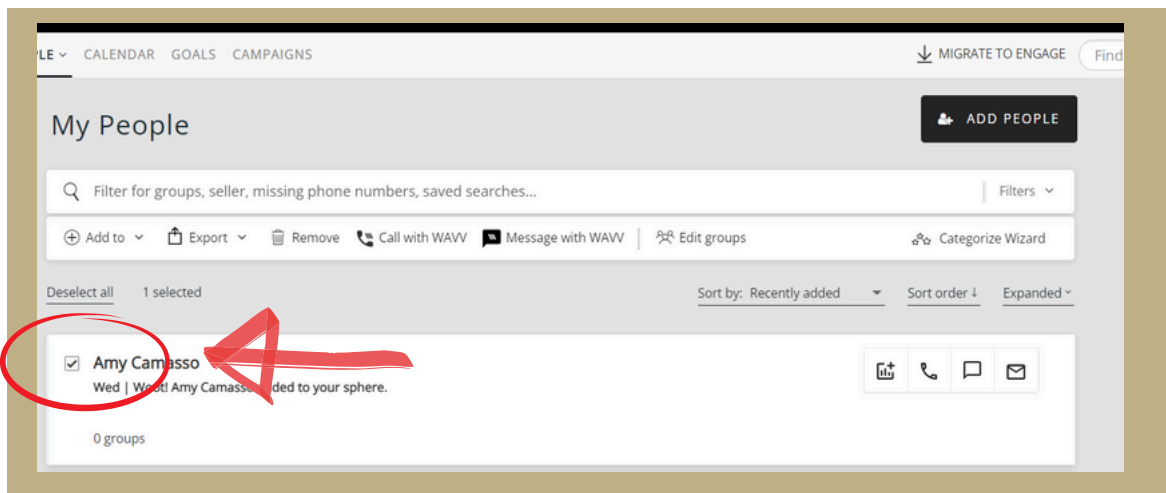 LE CALENDAR GOALS CAMPAIGNS MIGRATE TO ENGAGE Find
My People ADD PEOPLE
Filter for groups, seller, missing phone numbers, saved searches... Filters
Add to Export Remove Call with WAVV Message with WAVV Edit groups Categorize Wizard
Deselect all 1 selected Sort by: Recently added Sort order↓ Expanded
Amy Camasso
Wed | Woot! Amy Camasso ded to your sphere.
0 groups